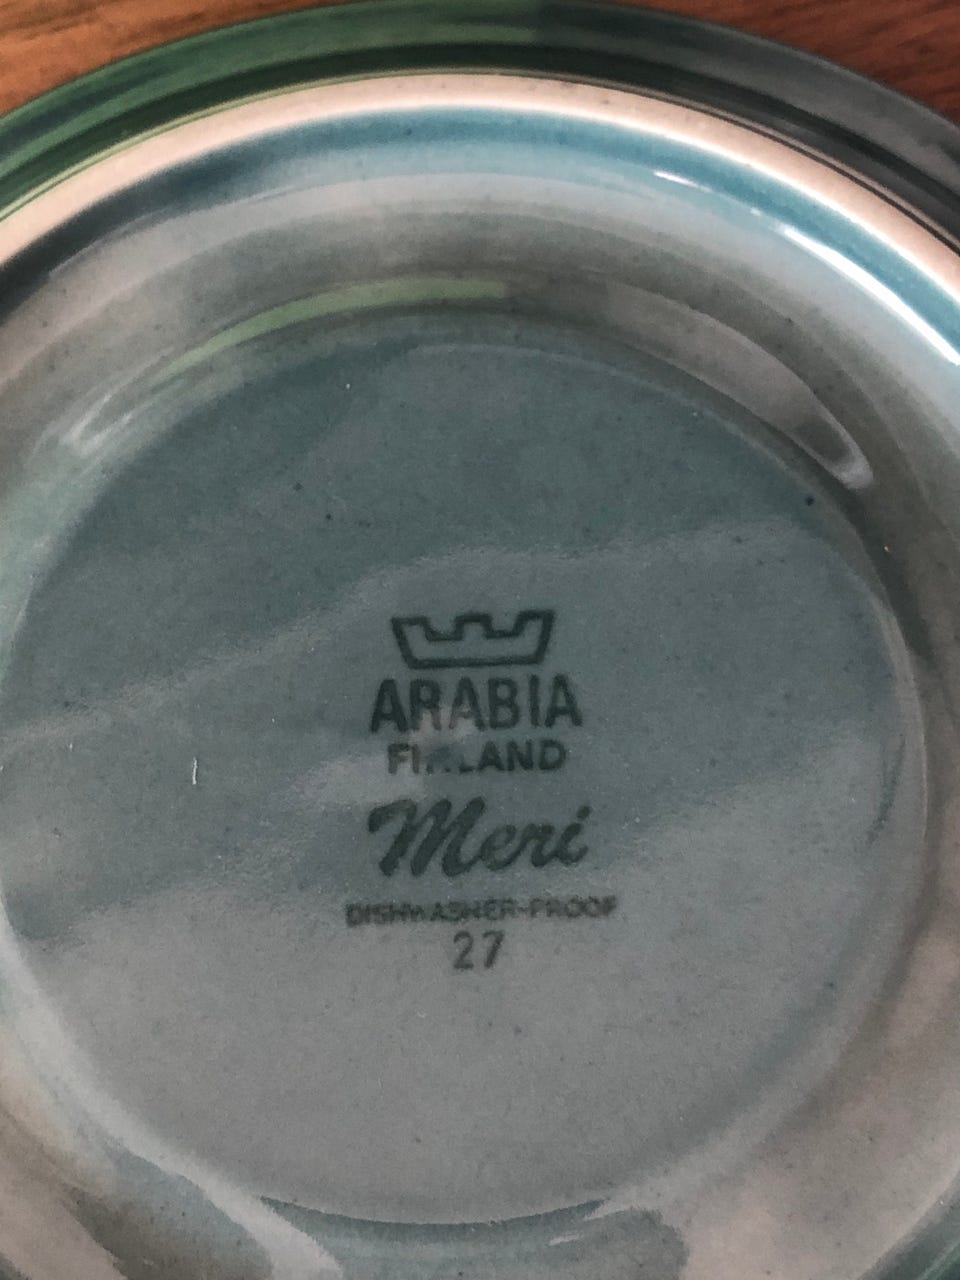 ARABIA
FINLAND
Meri
DISHWASHER-PROOF
27